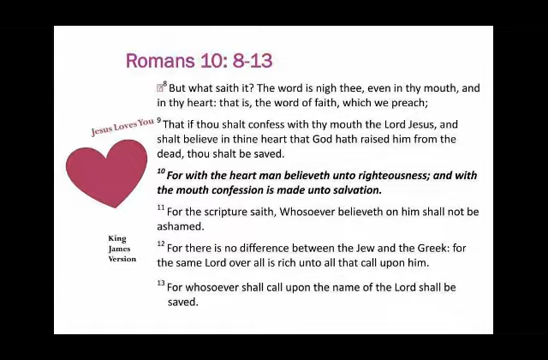 Romans 10: 8-13
8 But what saith it? The word is nigh thee, even in thy mouth, and
in thy heart: that is, the word of faith, which we preach;
Jesus Loves You
9 That if thou shalt confess with thy mouth the Lord Jesus, and
shalt believe in thine heart that God hath raised him from the
dead, thou shalt be saved.
10 For with the heart man believeth unto righteousness; and with
the mouth confession is made unto salvation.
11 For the scripture saith, Whosoever believeth on him shall not be
ashamed.
King
James
Version
12 For there is no difference between the Jew and the Greek: for
the same Lord over all is rich unto all that call upon him.
13 For whosoever shall call upon the name of the Lord shall be
saved.